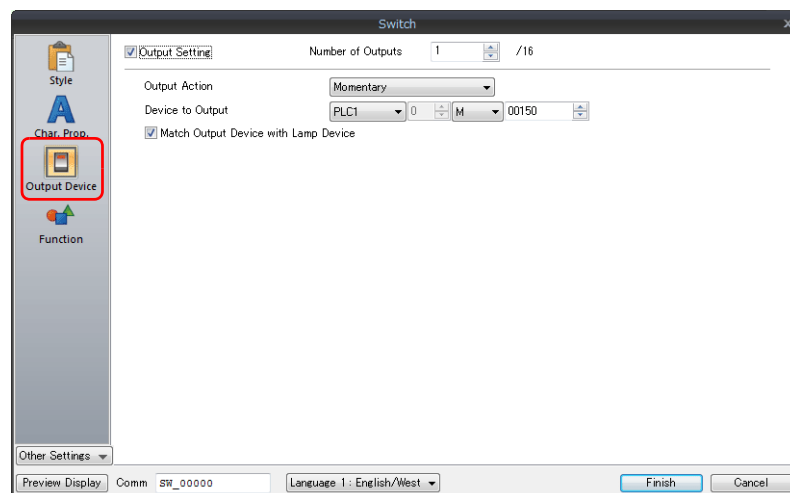 Switch
Style
Char. Prop.
Output Device
Function
Other Settings
Output Setting Number of Outputs 1 /16
Output Action Momentary
Device to Output PLC1 0 M 00150
Match Output Device with Lamp Device
Preview Display Comm SW_00000 Language 1 : English/West Finish Cancel